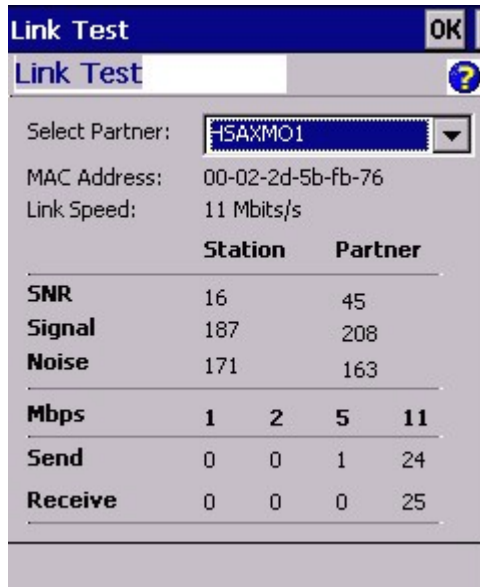 Link Test OK
Link Test ?
Select Partner: HSAXMO1
MAC Address: 00-02-2d-5b-fb-76
Link Speed: 11 Mbits/s
Station Partner
SNR 16 45
Signal 187 208
Noise 171 163
Mbps 1 2 5 11
Send 0 0 1 24
Receive 0 0 0 25